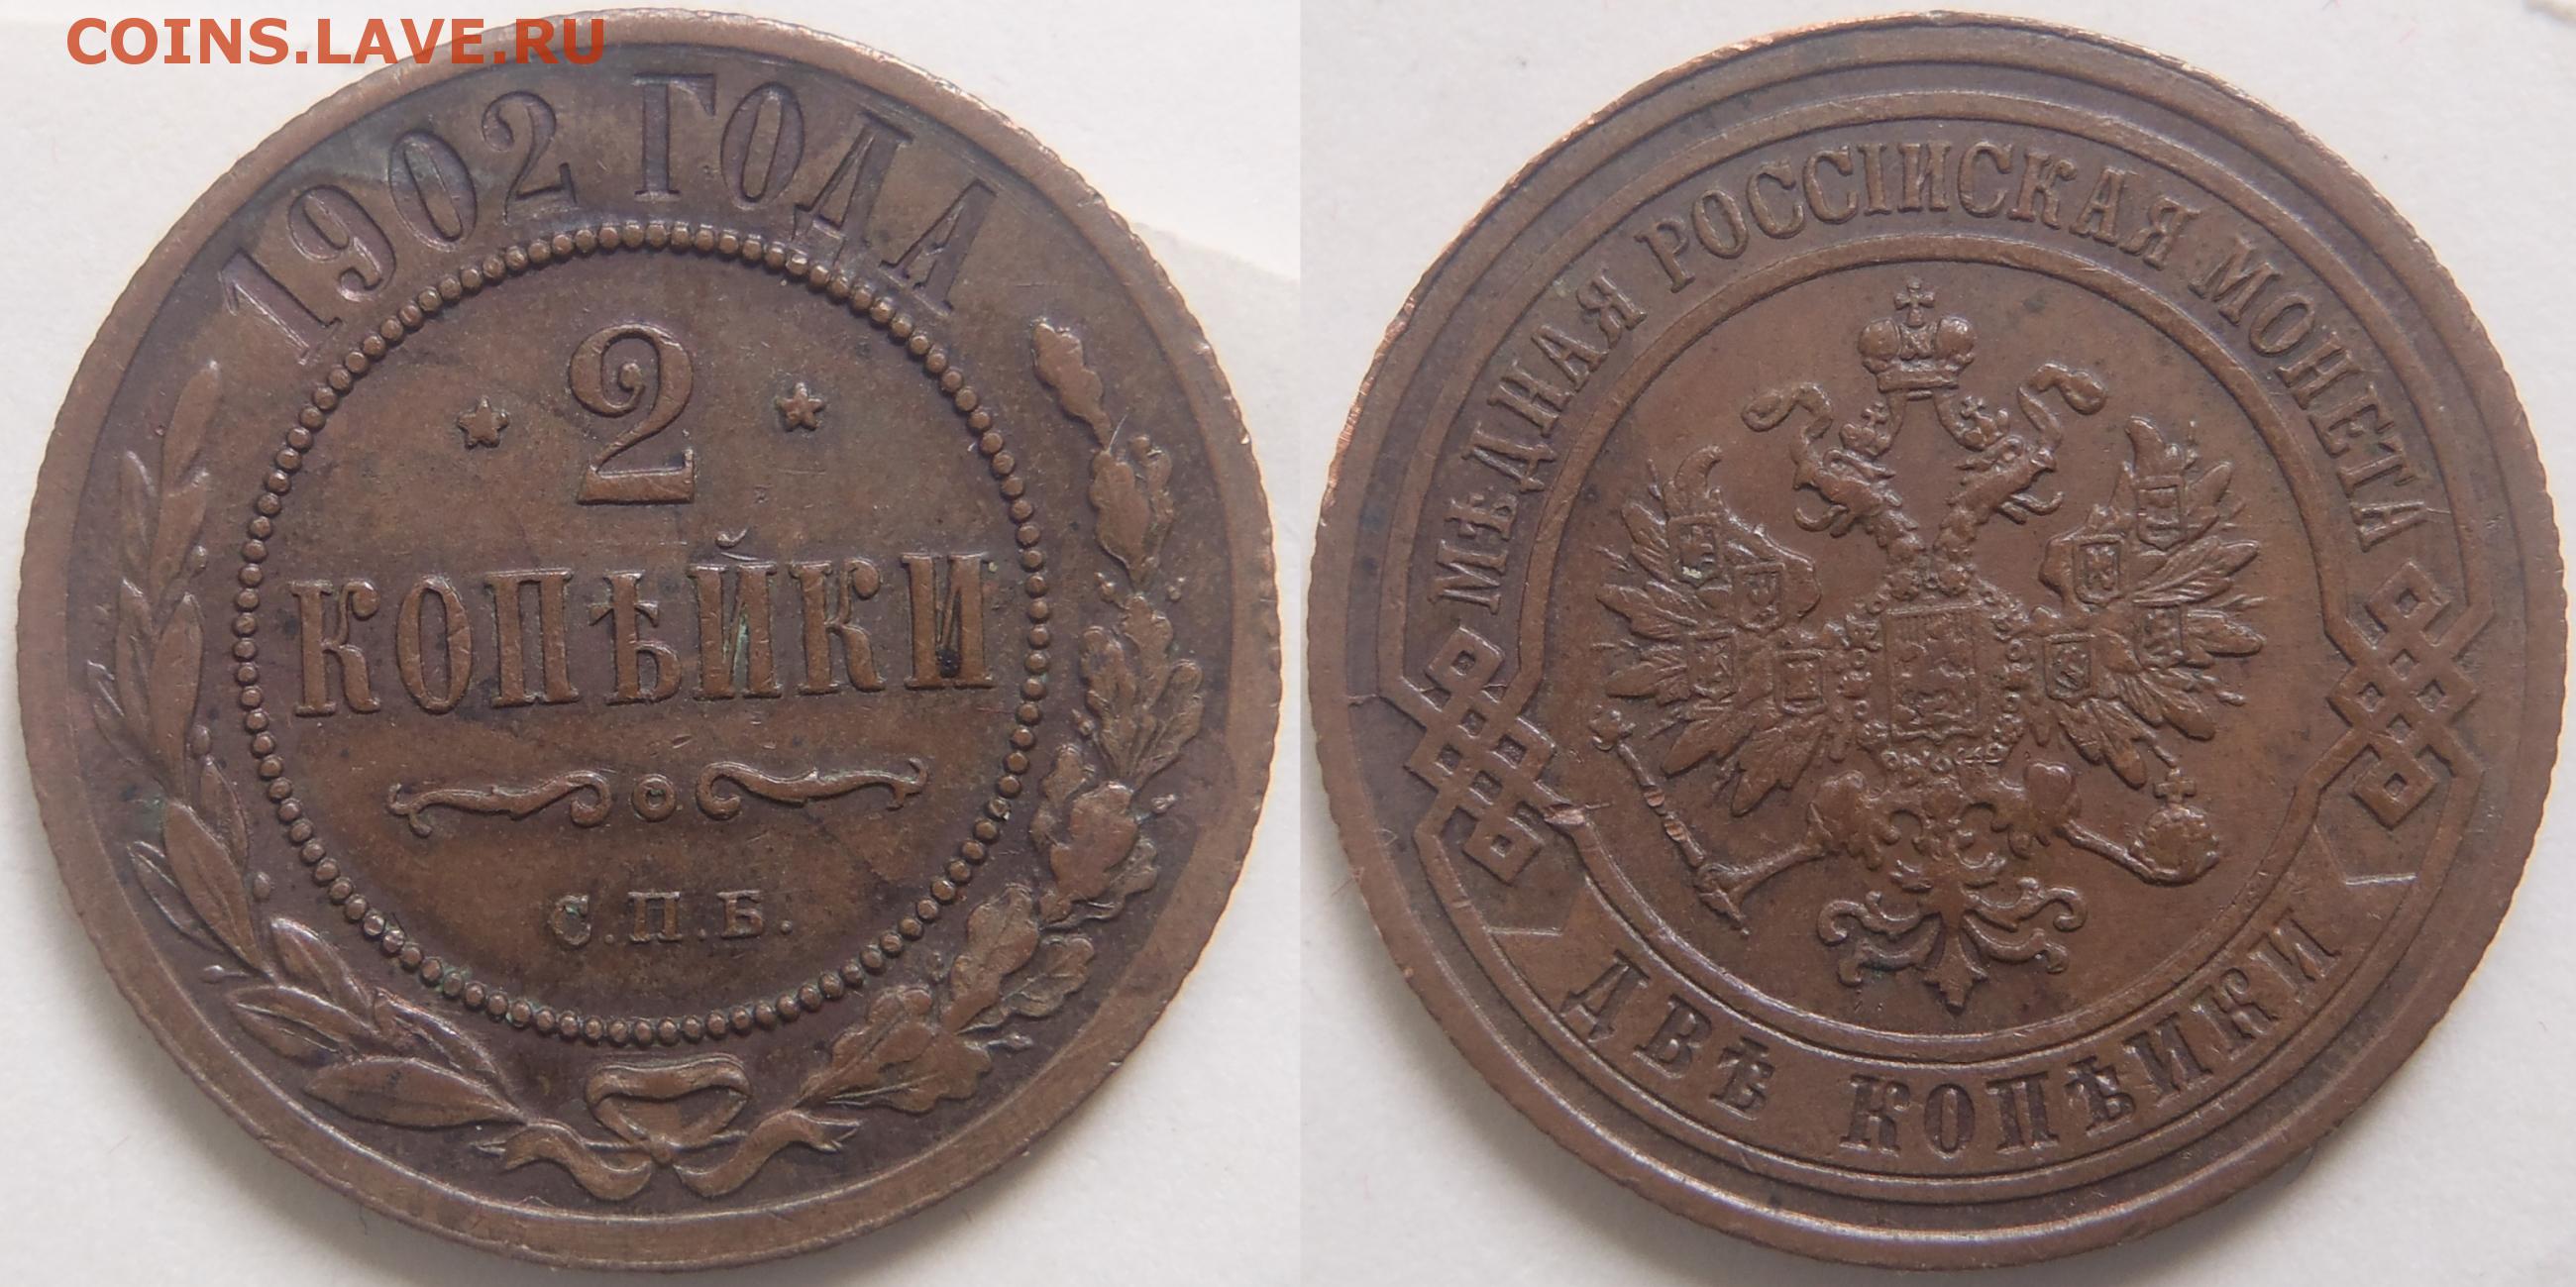 COINS.LAVE.RU
1902 ГОДА
2
КОПѢЙКИ
С.П.Б.
МѢДНАЯ РОССІЙСКАЯ МОНЕТА
ДВѢ КОПѢЙКИ